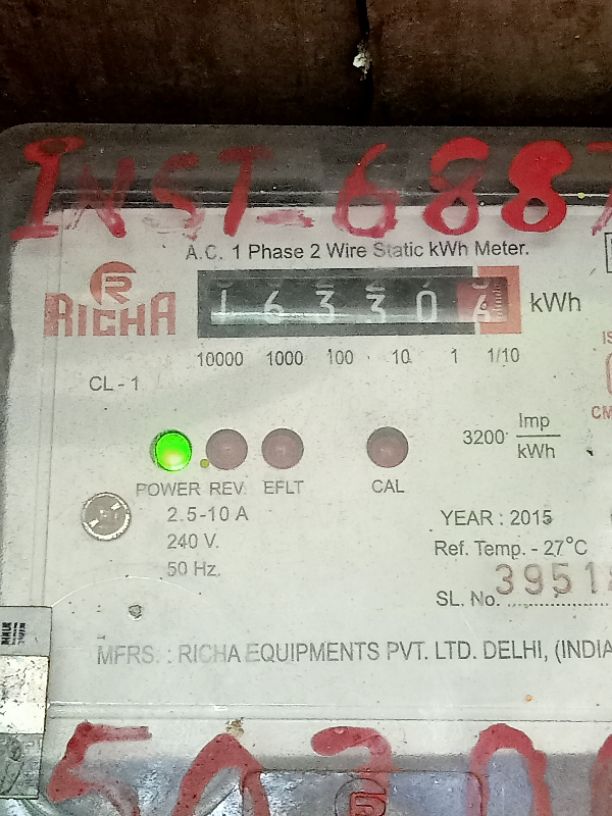 INST-6887
A.C. 1 Phase 2 Wire Static kWh Meter.
R
RICHA
16330 kWh
10000 1000 100 10 1 1/10
CL - 1
3200 Imp/kWh
POWER REV. EFLT CAL
2.5-10 A
240 V.
50 Hz.
YEAR : 2015
Ref. Temp. - 27°C
SL. No. 3951
MFRS. : RICHA EQUIPMENTS PVT. LTD. DELHI, (INDIA